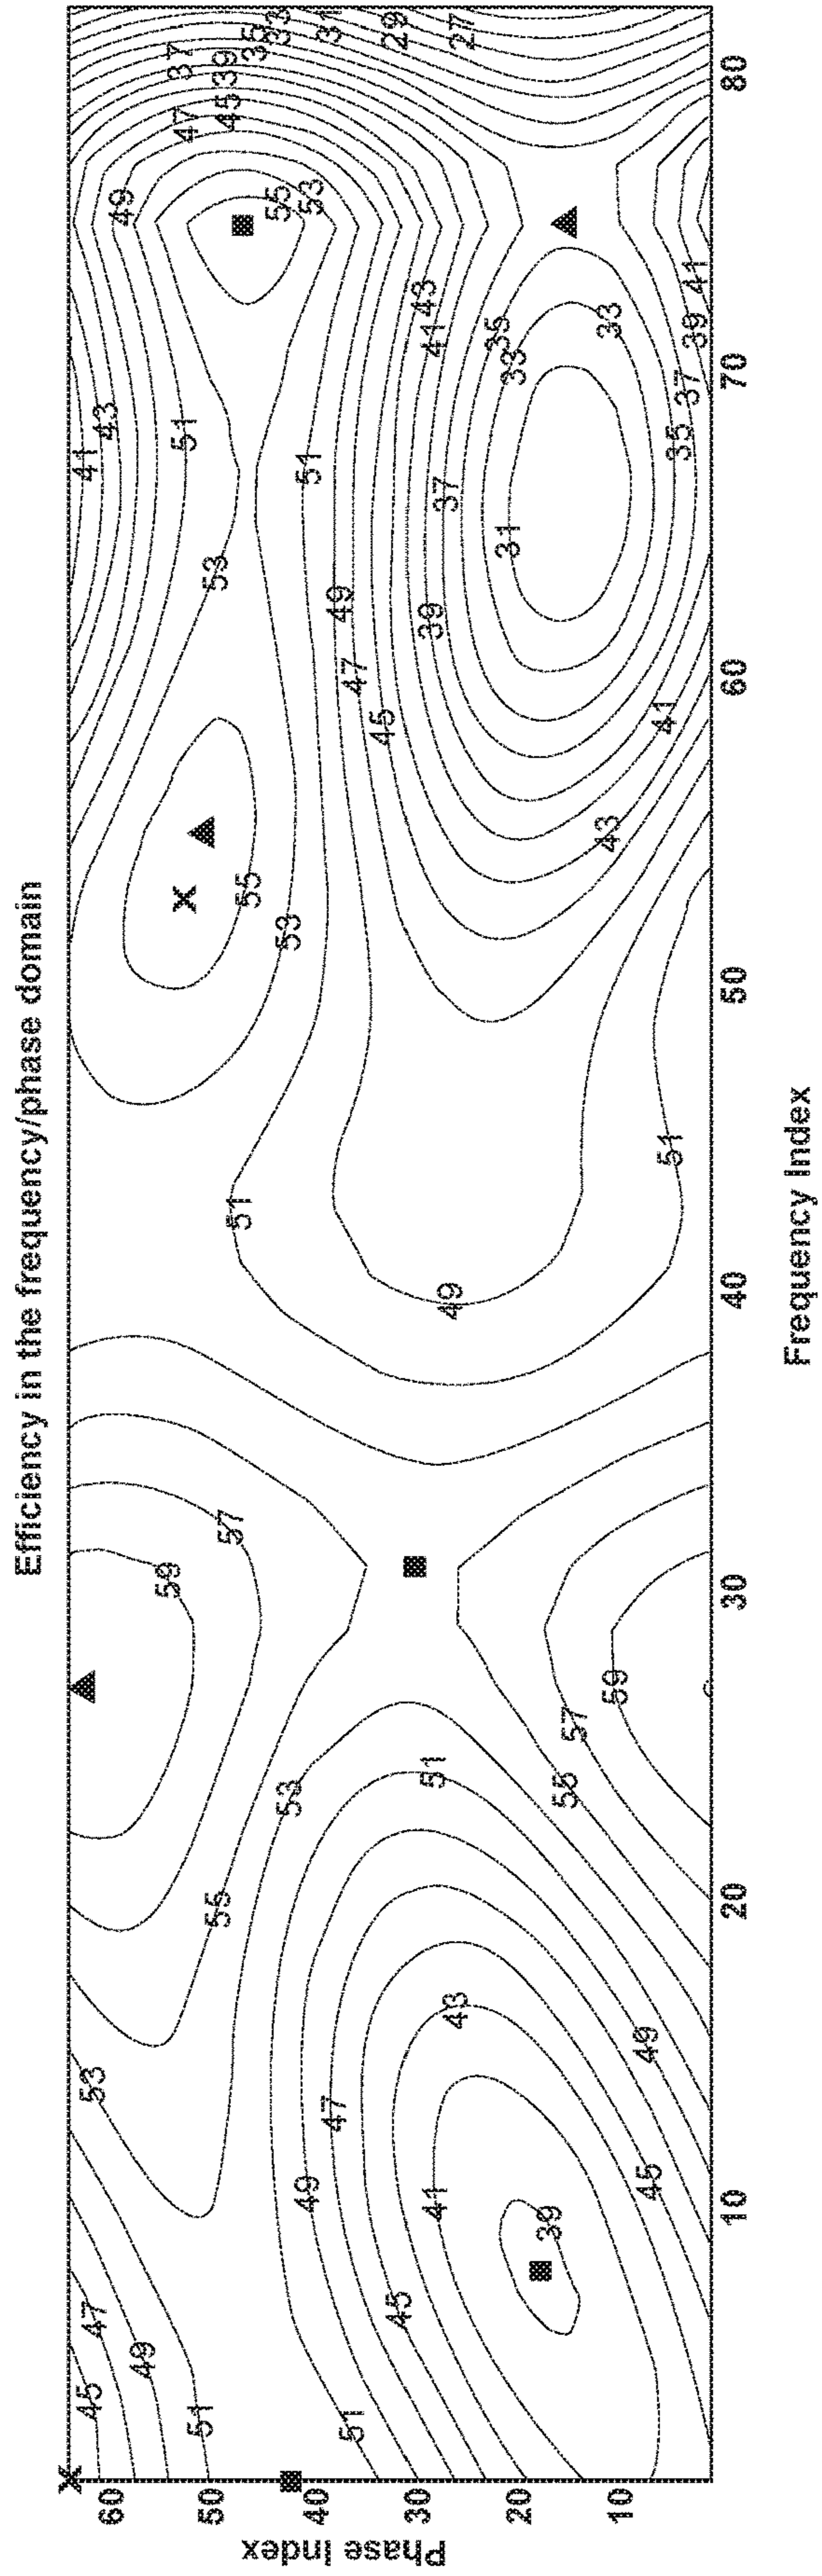 Efficiency in the frequency/phase domain
Phase Index
60
50
40
30
20
10
45 47 53 41 43
49 49
59 51 47 37
51 55 57 53 45 39
51 55 35
53 53 55 33
49 51 53 31
47 49
51 47
45 29
45 43
41 51 39 41
49 37 27
43
31 33 35
39
55 57
59 43 33
45 49 51 41 35 37 39 41
10 20 30 40 50 60 70 80
Frequency Index